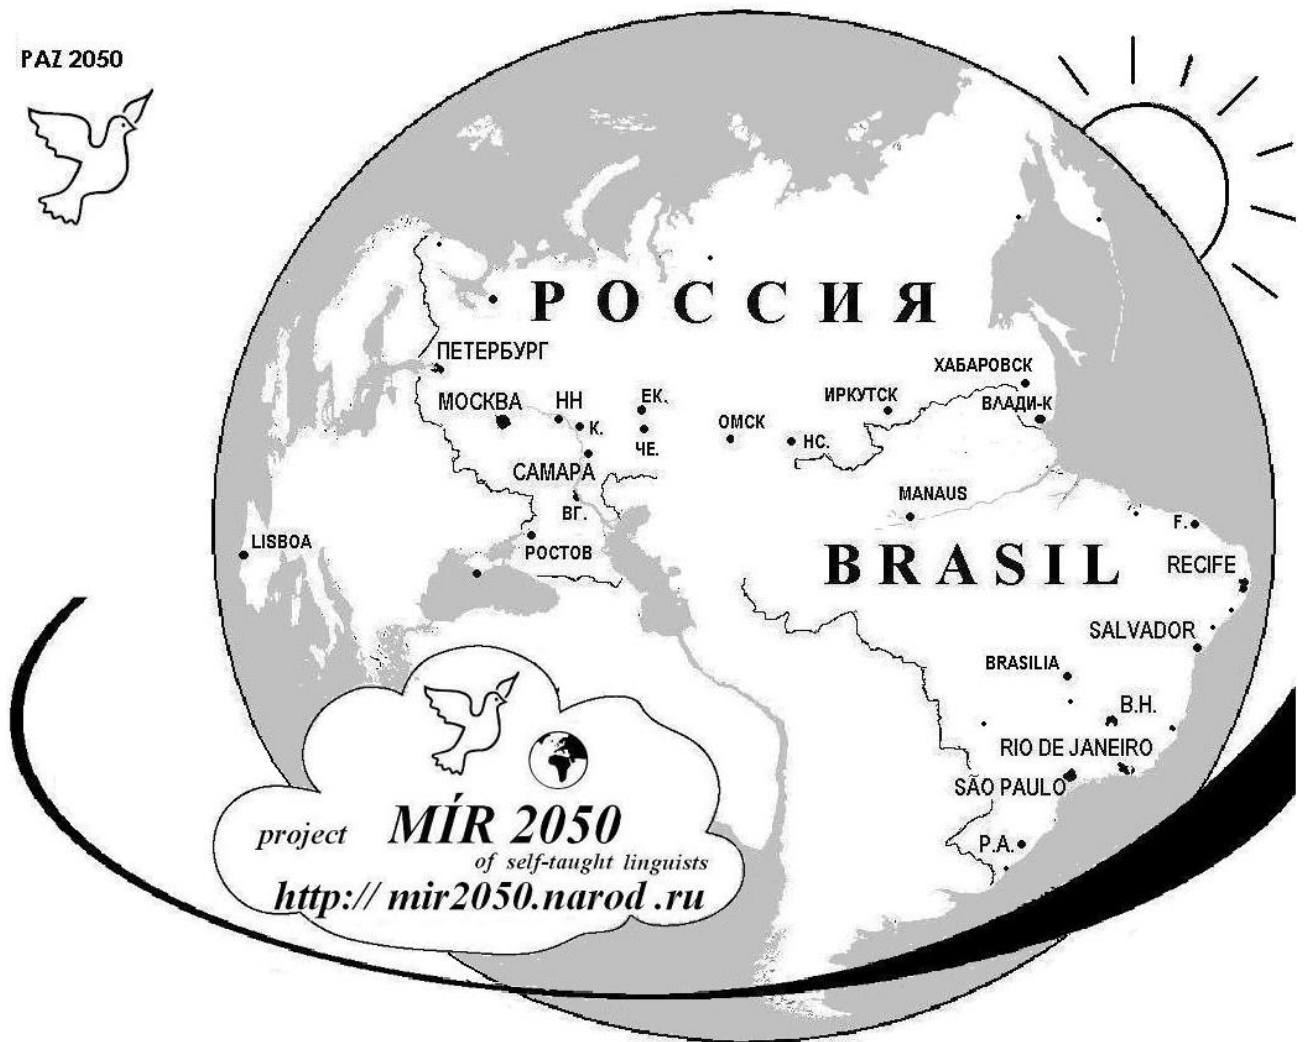 PAZ 2050
РОССИЯ
ПЕТЕРБУРГ
ХАБАРОВСК
МОСКВА
НН
ЕК.
ИРКУТСК
ВЛАДИ-К
К.
ЧЕ.
ОМСК
НС.
САМАРА
ВГ.
MANAUS
F.
LISBOA
РОСТОВ
BRASIL
RECIFE
SALVADOR
BRASILIA
B.H.
RIO DE JANEIRO
SÃO PAULO
P.A.
project MÍR 2050
of self-taught linguists
http:// mir2050.narod .ru